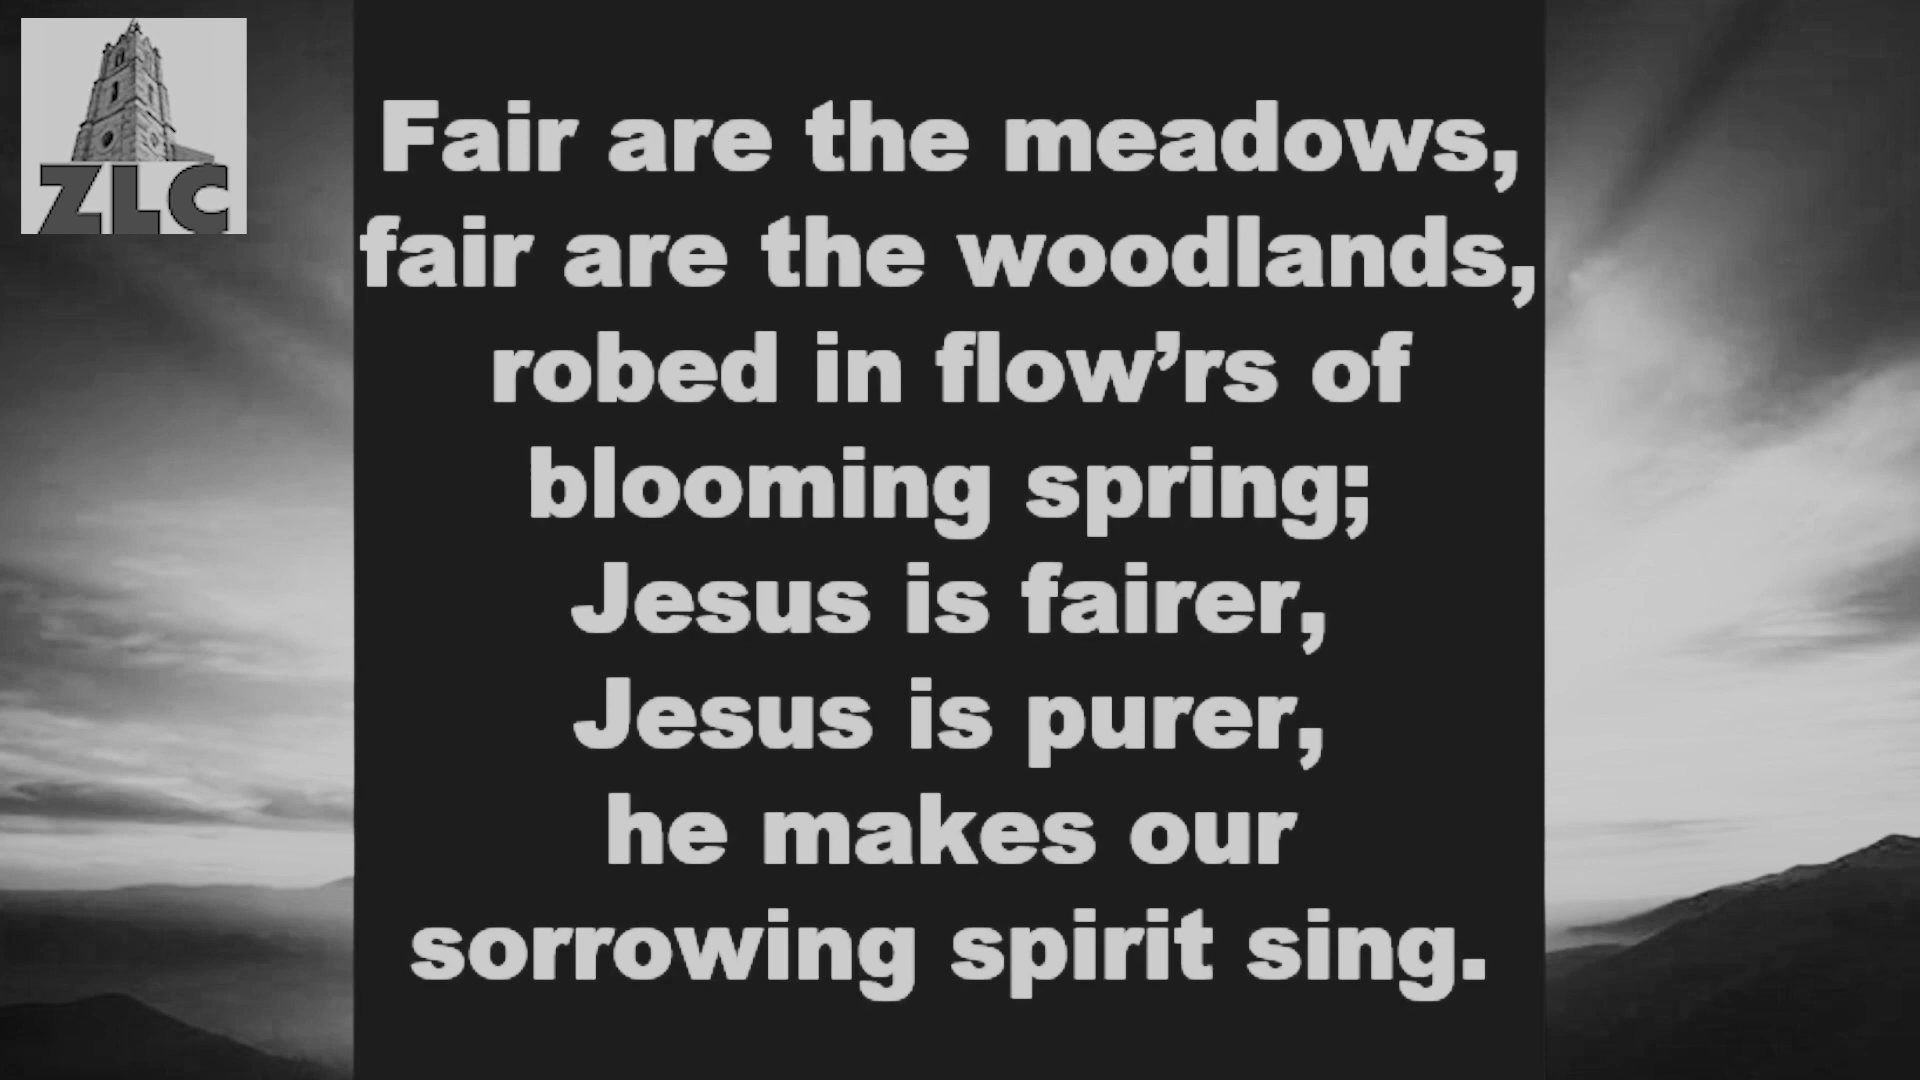 ZLC
Fair are the meadows,
fair are the woodlands,
robed in flow’rs of
blooming spring;
Jesus is fairer,
Jesus is purer,
he makes our
sorrowing spirit sing.